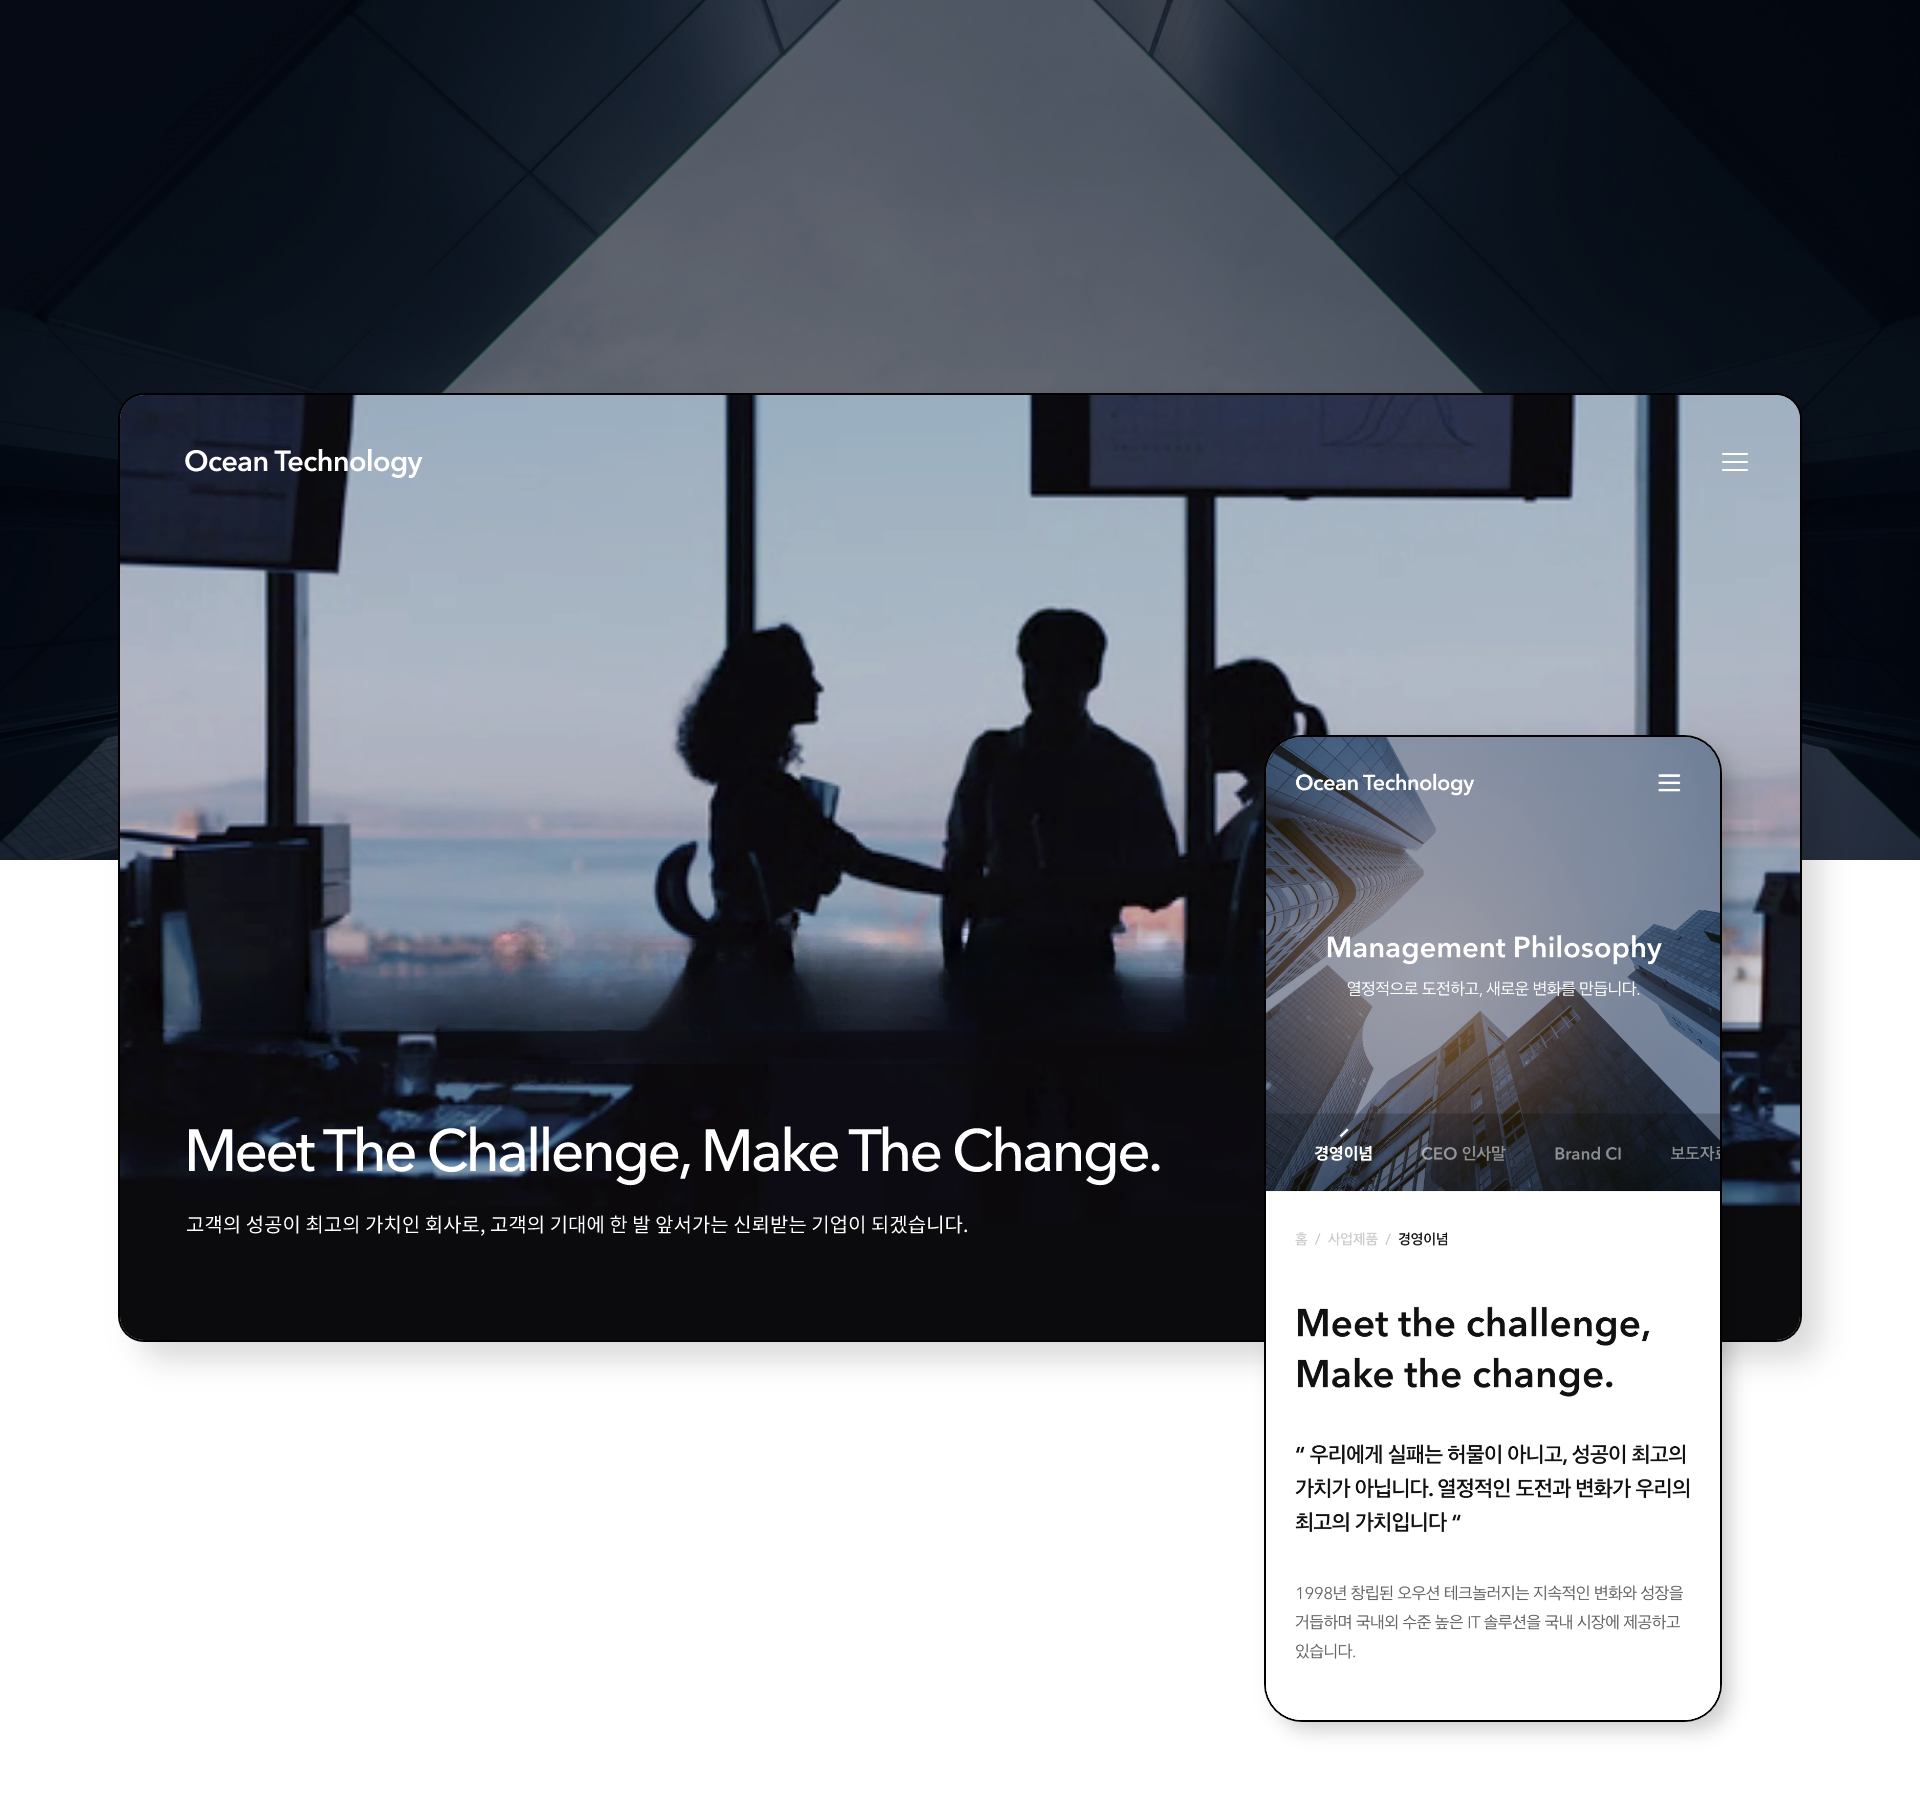 Ocean Technology
Meet The Challenge, Make The Change.
고객의 성공이 최고의 가치인 회사로, 고객의 기대에 한 발 앞서가는 신뢰받는 기업이 되겠습니다.
Ocean Technology
Management Philosophy
열정적으로 도전하고, 새로운 변화를 만듭니다.
경영이념 CEO 인사말 Brand CI 보도자료
홈 / 사업제품 / 경영이념
Meet the challenge,
Make the change.
“ 우리에게 실패는 허물이 아니고, 성공이 최고의
가치가 아닙니다. 열정적인 도전과 변화가 우리의
최고의 가치입니다 “
1998년 창립된 오우션 테크놀러지는 지속적인 변화와 성장을
거듭하며 국내외 수준 높은 IT 솔루션을 국내 시장에 제공하고
있습니다.